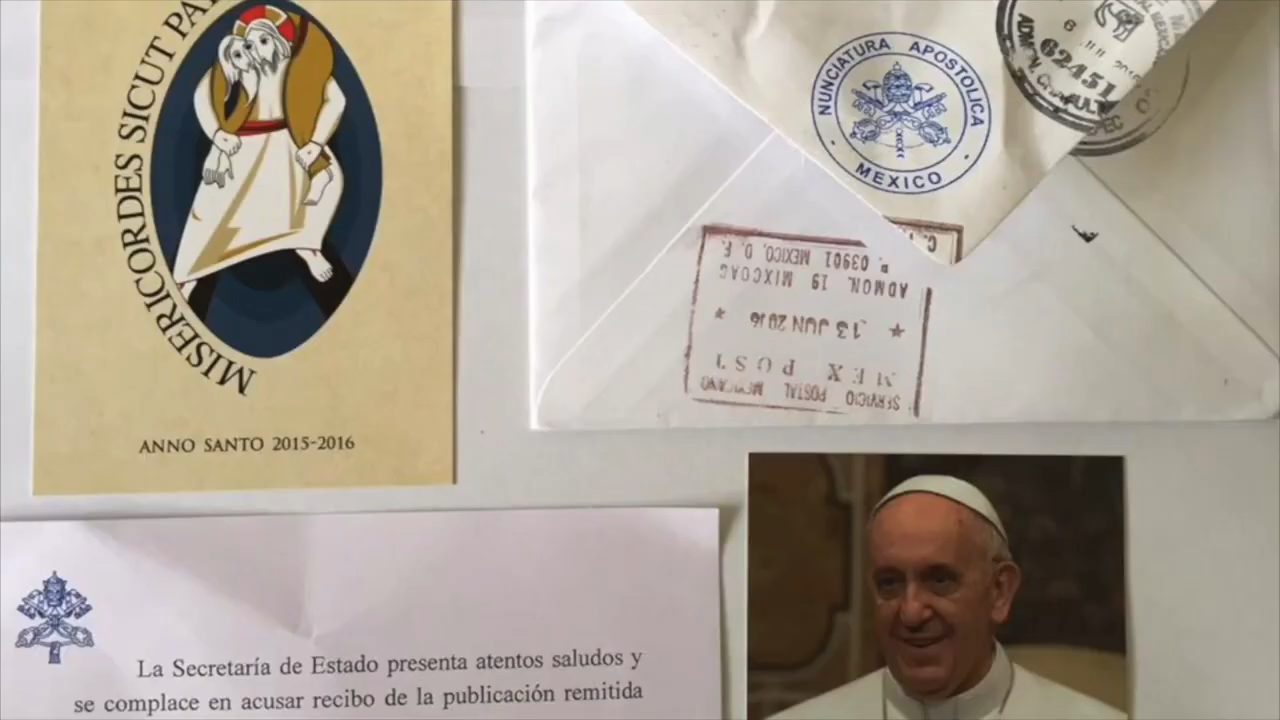 MISERICORDES SICUT PA
ANNO SANTO 2015-2016
NUNCIATURA APOSTOLICA
MEXICO
62451
SERVICIO POSTAL MEXICANO
MEX POST
* 13 JUN 2016 *
ADMON. 19 MIXCOAC
03901 MEXICO, D. F.
La Secretaría de Estado presenta atentos saludos y
se complace en acusar recibo de la publicación remitida